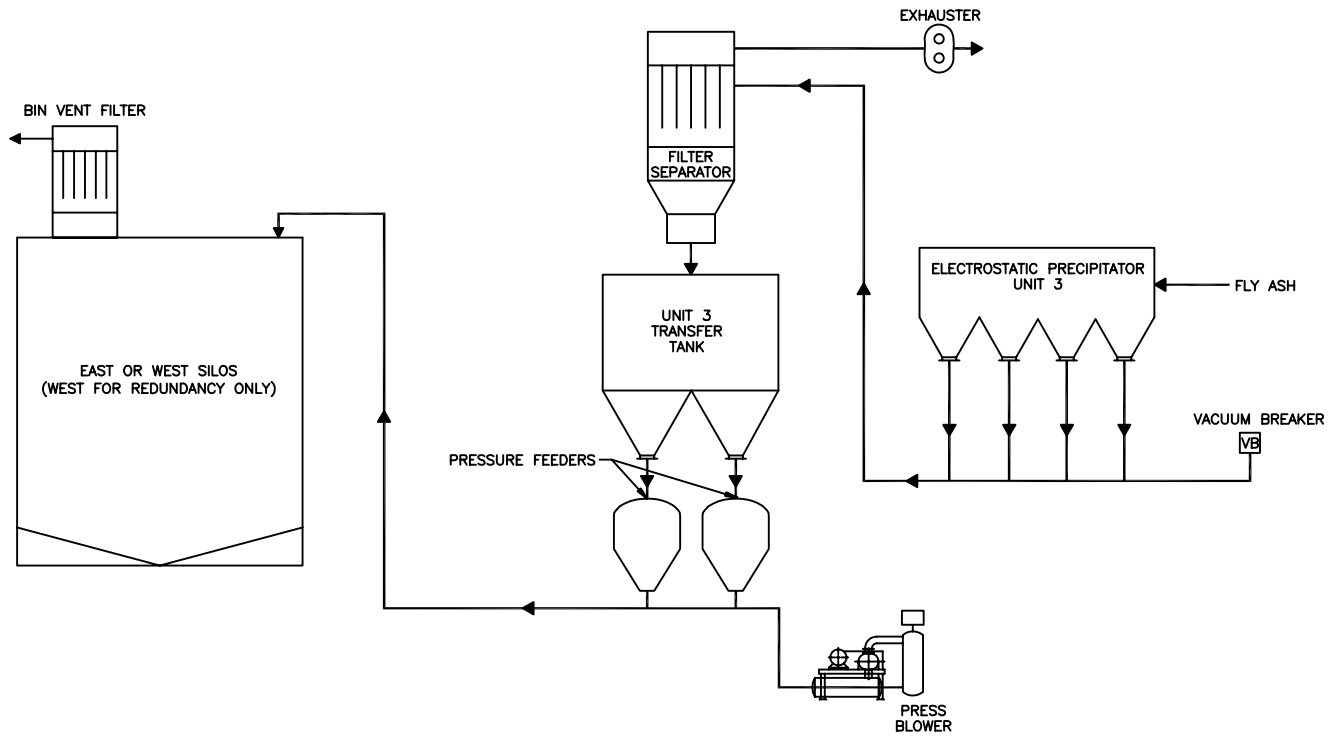 EXHAUSTER
BIN VENT FILTER
FILTER
SEPARATOR
ELECTROSTATIC PRECIPITATOR
UNIT 3
FLY ASH
UNIT 3
TRANSFER
TANK
EAST OR WEST SILOS
(WEST FOR REDUNDANCY ONLY)
VACUUM BREAKER
VB
PRESSURE FEEDERS
PRESS
BLOWER